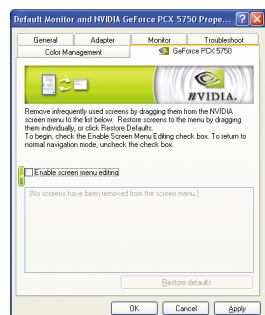 Default Monitor and NVIDIA GeForce PCX 5750 Prope...
General Adapter Monitor Troubleshoot
Color Management GeForce PCX 5750
NVIDIA.
Remove infrequently used screens by dragging them from the NVIDIA
screen menu to the list below. Restore screens to the menu by dragging
them individually, or click Restore Defaults.
To begin, check the Enable Screen Menu Editing check box. To return to
normal navigation mode, uncheck the check box.
Enable screen menu editing
(No screens have been removed from the screen menu.)
Restore defaults
OK Cancel Apply